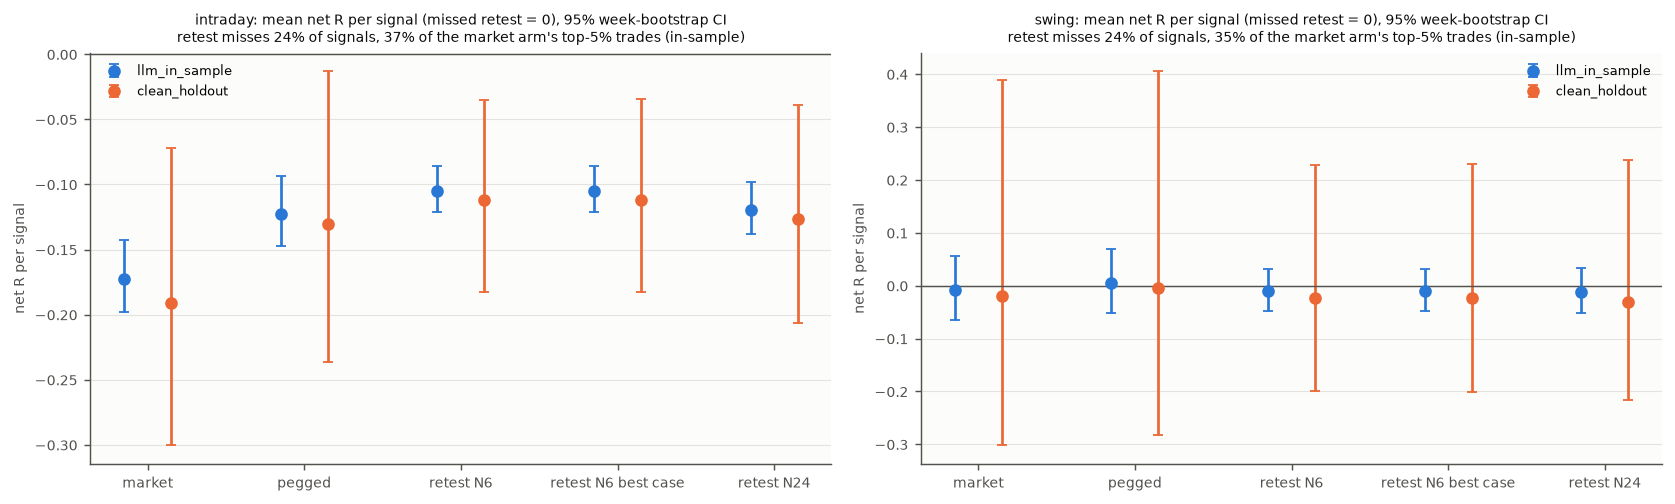 intraday: mean net R per signal (missed retest = 0), 95% week-bootstrap CI
retest misses 24% of signals, 37% of the market arm's top-5% trades (in-sample)
llm_in_sample
clean_holdout
net R per signal
0.00
−0.05
−0.10
−0.15
−0.20
−0.25
−0.30
market
pegged
retest N6
retest N6 best case
retest N24
swing: mean net R per signal (missed retest = 0), 95% week-bootstrap CI
retest misses 24% of signals, 35% of the market arm's top-5% trades (in-sample)
llm_in_sample
clean_holdout
net R per signal
0.4
0.3
0.2
0.1
0.0
−0.1
−0.2
−0.3
market
pegged
retest N6
retest N6 best case
retest N24